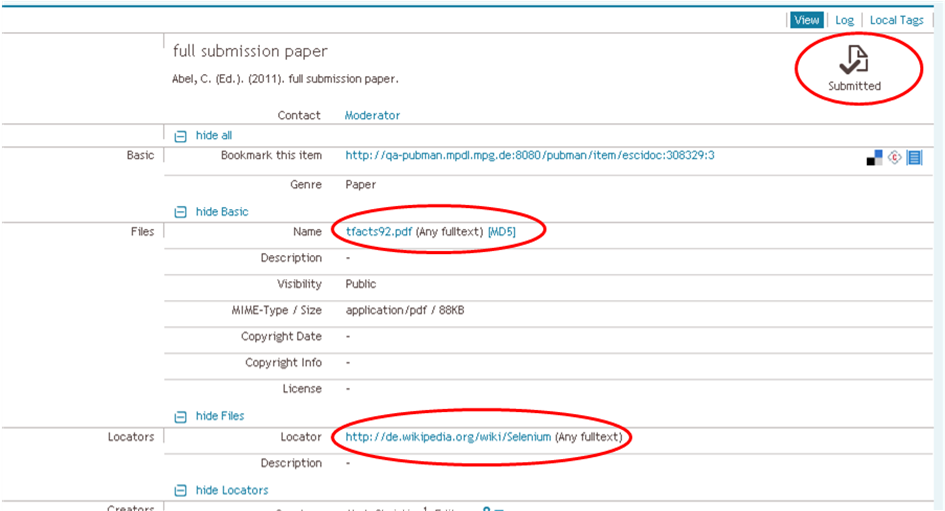 View Log Local Tags
full submission paper
Submitted
Abel, C. (Ed.). (2011). full submission paper.
Contact Moderator
hide all
Basic Bookmark this item http://qa-pubman.mpdl.mpg.de:8080/pubman/item/escidoc:308329:3
Genre Paper
hide Basic
Files Name tfacts92.pdf (Any fulltext) [MD5]
Description -
Visibility Public
MIME-Type / Size application/pdf / 88KB
Copyright Date -
Copyright Info -
License -
hide Files
Locators Locator http://de.wikipedia.org/wiki/Selenium (Any fulltext)
Description -
hide Locators
Creators